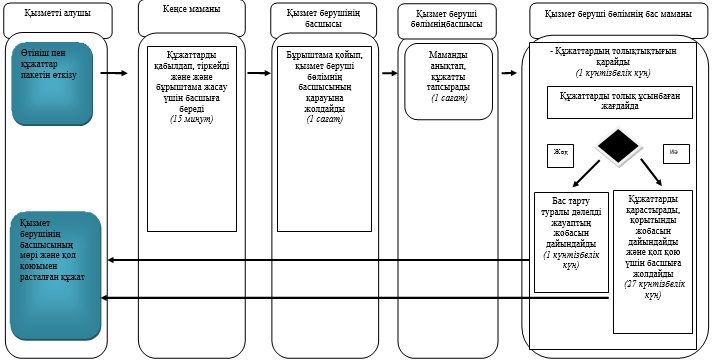 Қызметті алушы
Кеңсе маманы
Қызмет берушінің
басшысы
Қызмет беруші
бөлімніңбасшысы
Қызмет беруші бөлімнің бас маманы
Өтініш пен
құжаттар
пакетін өткізу
Құжаттарды
қабылдап, тіркейді
және және
бұрыштама жасау
үшін басшыға
береді
(15 минут)
Бұрыштама қойып,
қызмет беруші
бөлімнің
басшысының
қарауына
жолдайды
(1 сағат)
Маманды
анықтап,
құжатты
тапсырады
(1 сағат)
- Құжаттардың толықтықтығын
қарайды
(1 күнтізбелік күн)
Құжаттарды толық ұсынбаған
жағдайда
Жоқ
Иә
Бас тарту
туралы дәлелді
жауаптың
жобасын
дайындайды
(1 күнтізбелік
күн)
Құжаттарды
қарастырады,
қорытынды
жобасын
дайындайды
және қол қою
үшін басшыға
жолдайды
(27 күнтізбелік
күн)
Қызмет
берушінің
басшысының
мөрі және қол
қоюымен
расталған құжат